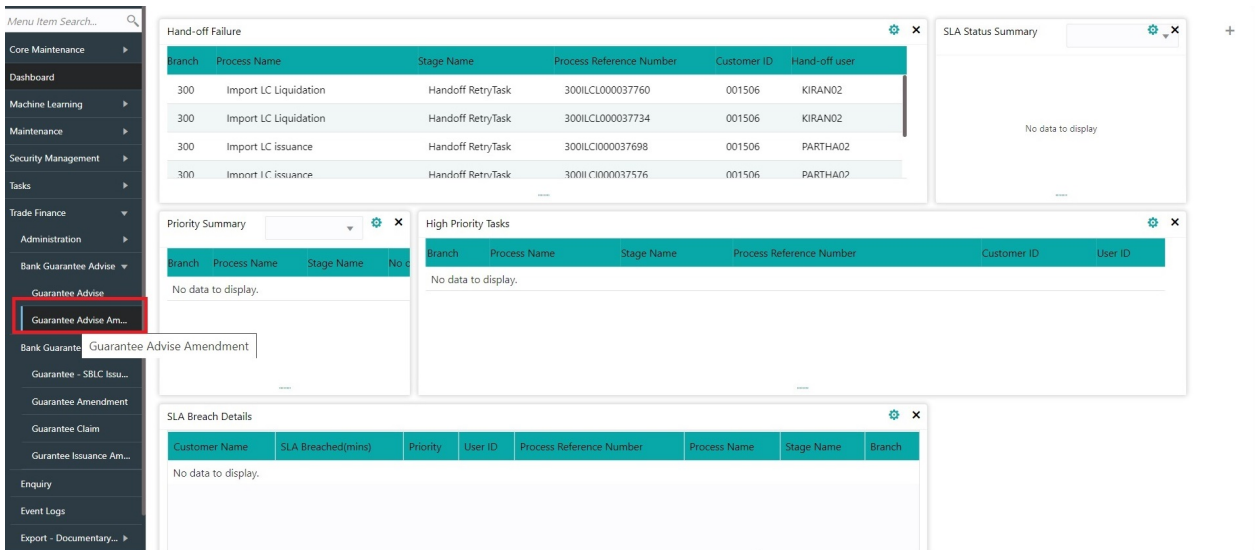 Menu Item Search...
Core Maintenance
Dashboard
Machine Learning
Maintenance
Security Management
Tasks
Trade Finance
Administration
Bank Guarantee Advise
Guarantee Advise
Guarantee Advise Am...
Bank Guarante
Guarantee Advise Amendment
Guarantee - SBLC Issu...
Guarantee Amendment
Guarantee Claim
Gurantee Issuance Am...
Enquiry
Event Logs
Export - Documentary...
Hand-off Failure
Branch Process Name Stage Name Process Reference Number Customer ID Hand-off user
300 Import LC Liquidation Handoff RetryTask 300ILCL000037760 001506 KIRAN02
300 Import LC Liquidation Handoff RetryTask 300ILCL000037734 001506 KIRAN02
300 Import LC issuance Handoff RetryTask 300ILCI000037698 001506 PARTHA02
300 Import LC issuance Handoff RetryTask 300ILCI000037576 001506 PARTHA02
SLA Status Summary
No data to display
Priority Summary
Branch Process Name Stage Name No
No data to display.
High Priority Tasks
Branch Process Name Stage Name Process Reference Number Customer ID User ID
No data to display.
SLA Breach Details
Customer Name SLA Breached(mins) Priority User ID Process Reference Number Process Name Stage Name Branch
No data to display.